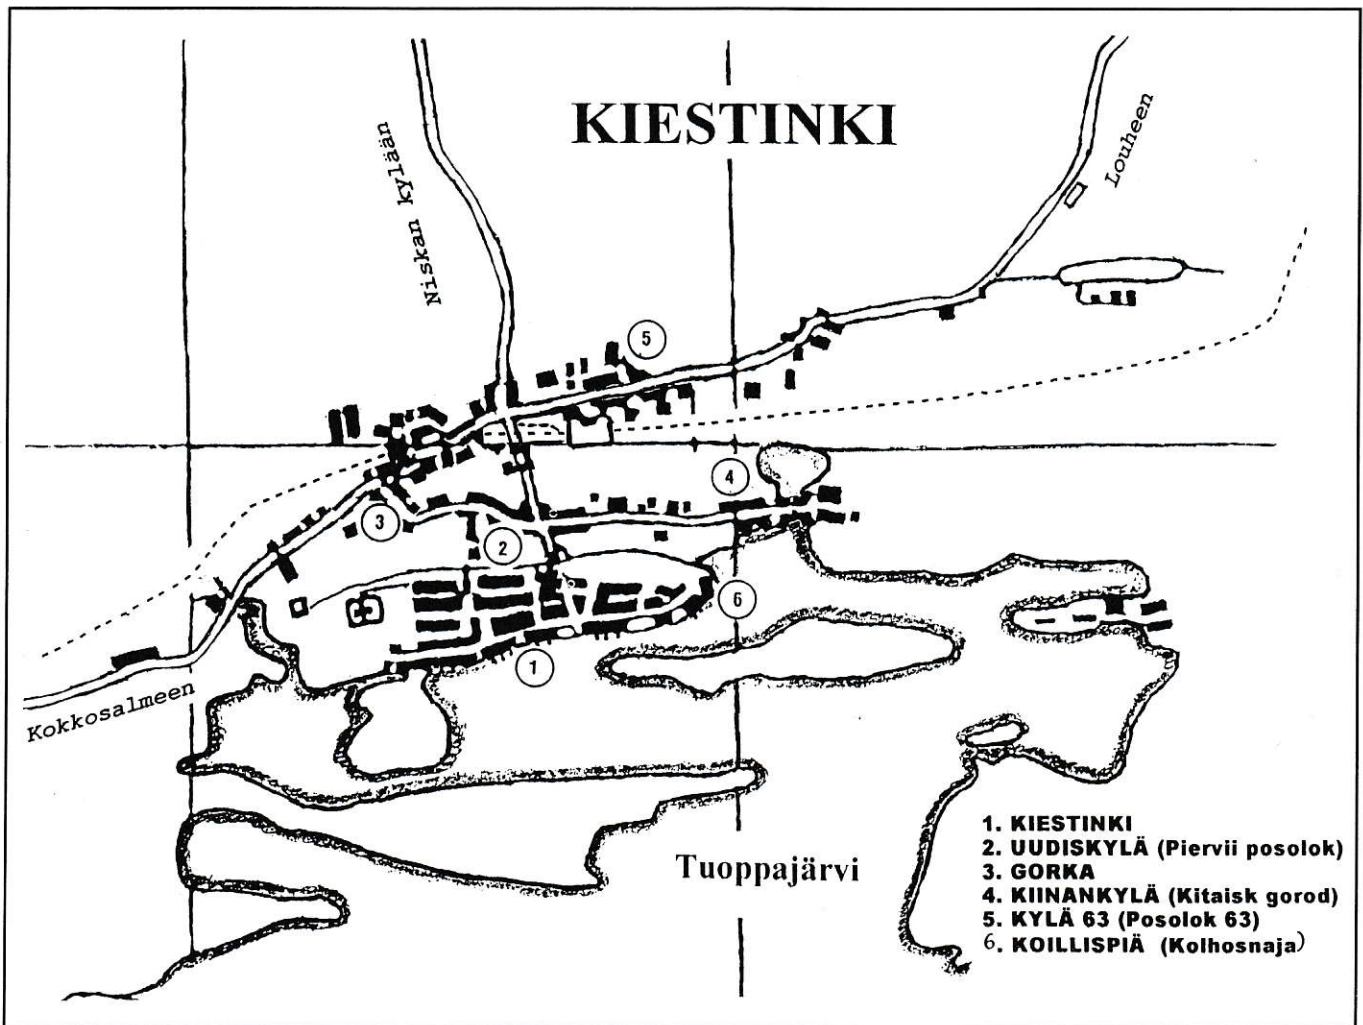 KIESTINKI
Niskan kylään
Louheen
5
4
3
2
6
1
Kokkosalmeen
Tuoppajärvi
1. KIESTINKI
2. UUDISKYLÄ (Piervii posolok)
3. GORKA
4. KIINANKYLÄ (Kitaisk gorod)
5. KYLÄ 63 (Posolok 63)
6. KOILLISPIÄ (Kolhosnaja)